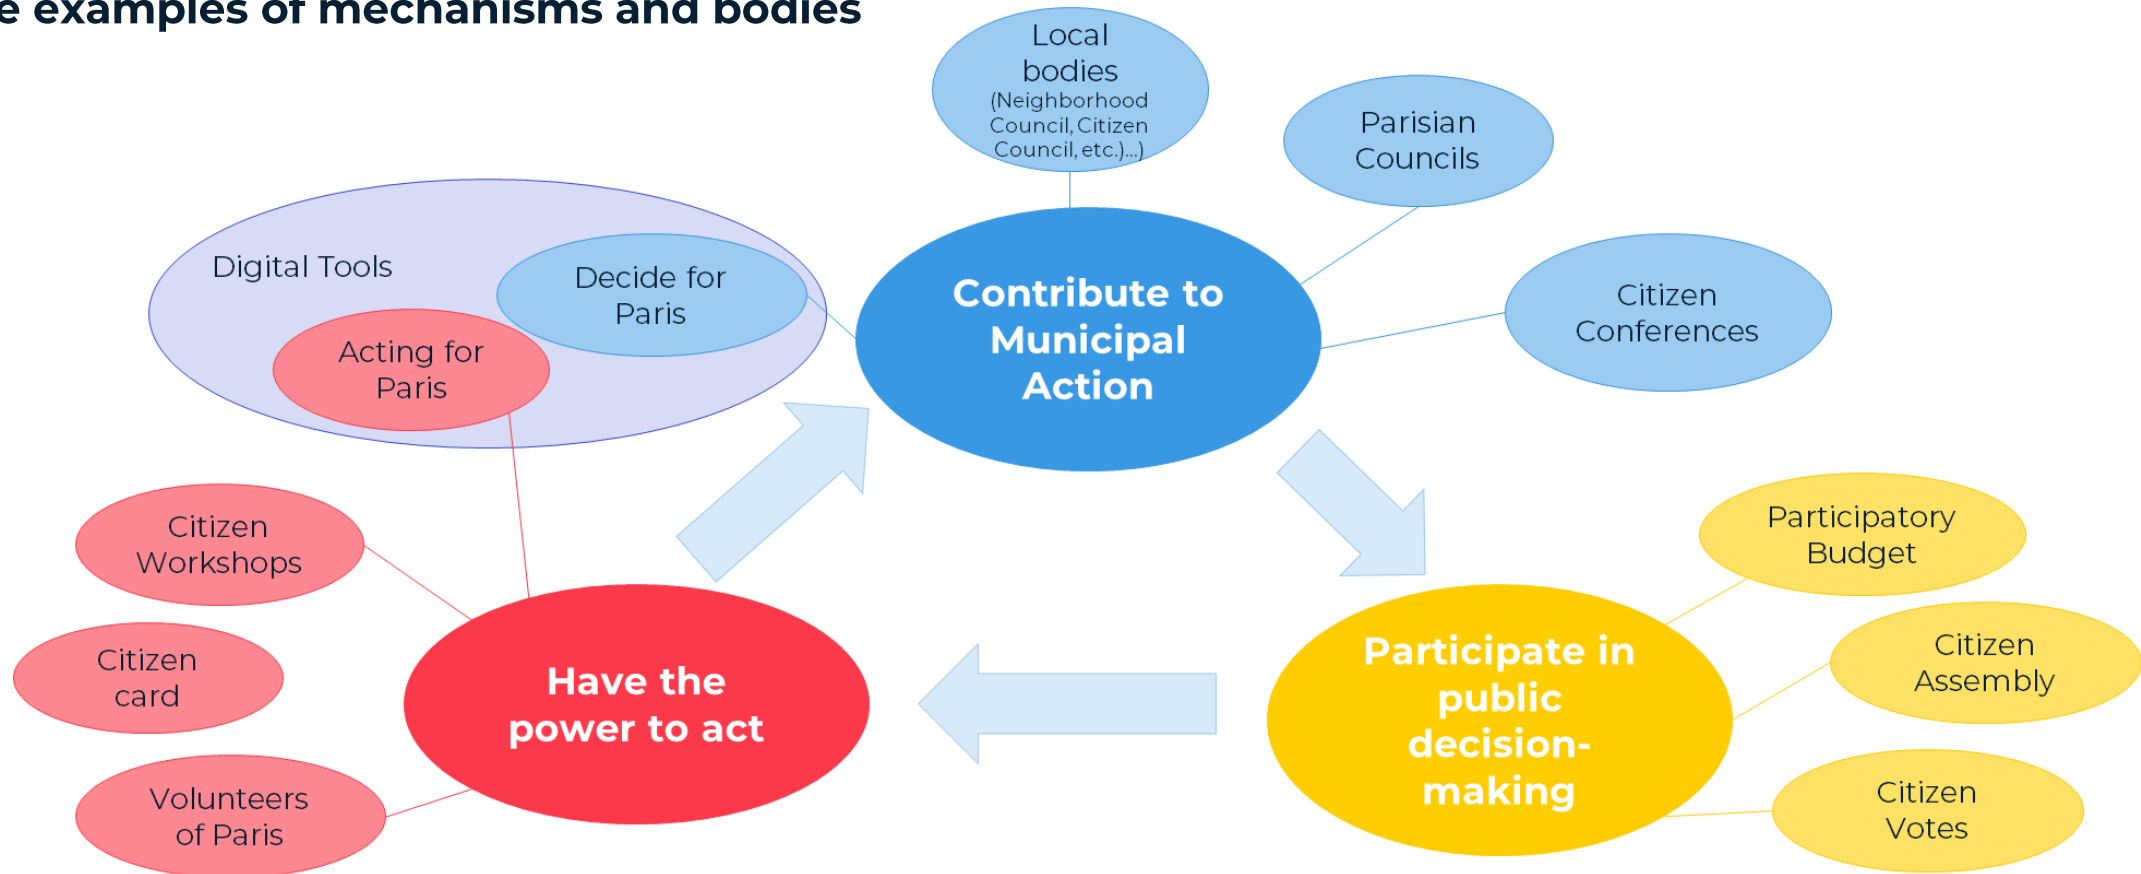 e examples of mechanisms and bodies
Local
bodies
(Neighborhood
Council, Citizen
Council, etc.)...)
Parisian
Councils
Digital Tools
Decide for
Paris
Acting for
Paris
Contribute to
Municipal
Action
Citizen
Conferences
Citizen
Workshops
Participatory
Budget
Citizen
card
Have the
power to act
Participate in
public
decision-
making
Citizen
Assembly
Volunteers
of Paris
Citizen
Votes